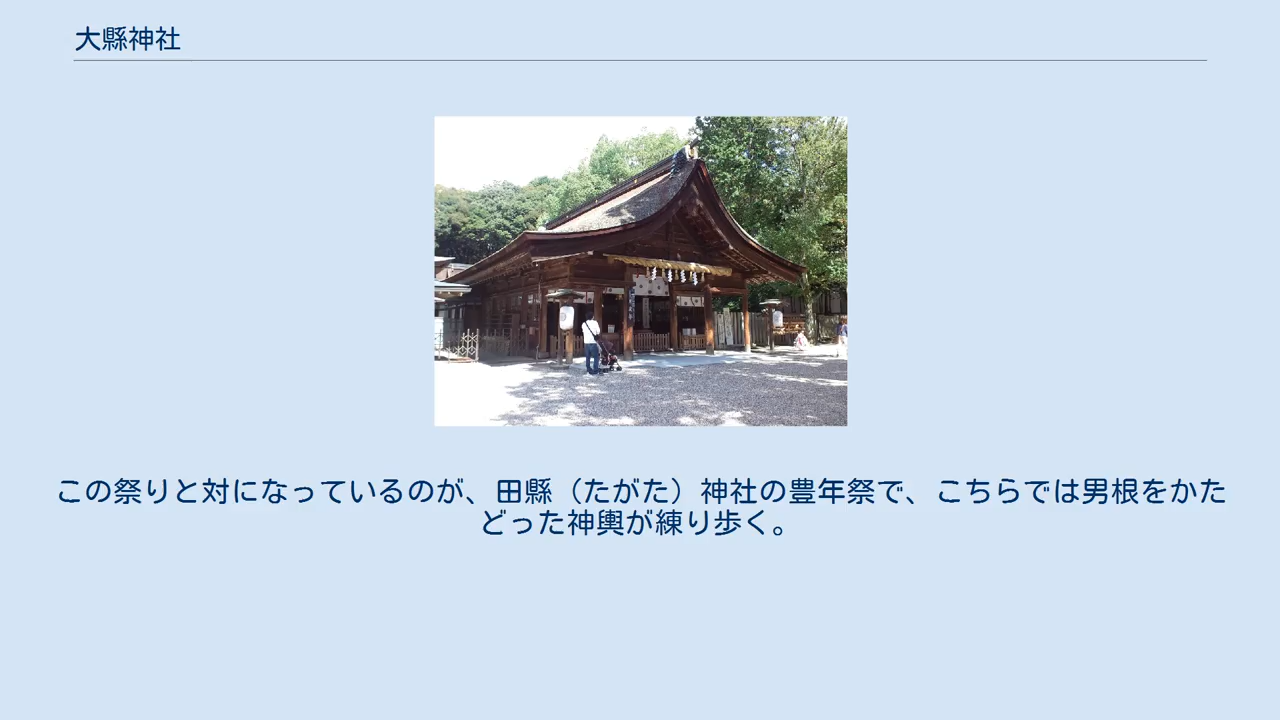 大縣神社
この祭りと対になっているのが、田縣（たがた）神社の豊年祭で、こちらでは男根をかた
どった神輿が練り歩く。